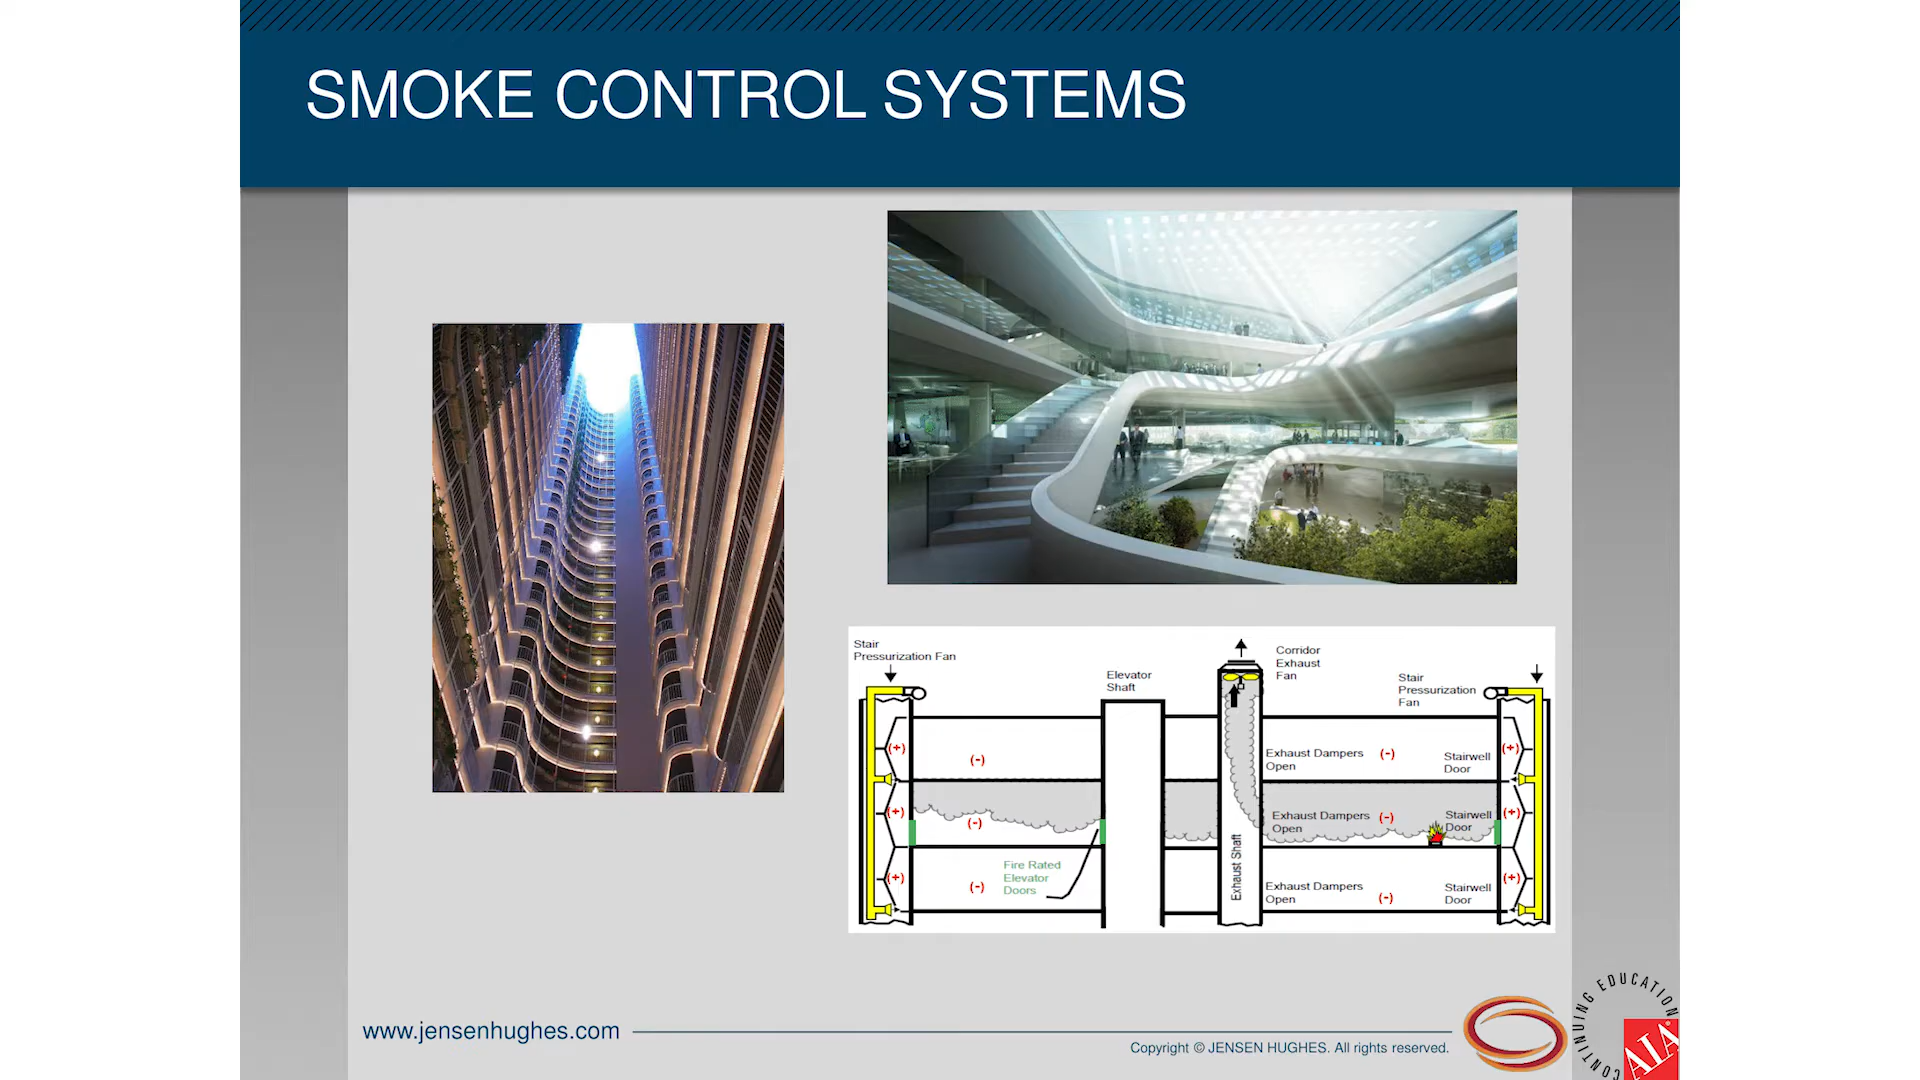 SMOKE CONTROL SYSTEMS
Stair
Pressurization Fan
Elevator
Shaft
Corridor
Exhaust
Fan
Stair
Pressurization
Fan
(+)
(-)
Exhaust Dampers
Open
(-)
Stairwell
Door
(+)
(+)
(-)
Exhaust Dampers
Open
(-)
Stairwell
Door
(+)
Exhaust Shaft
(+)
(-)
Fire Rated
Elevator
Doors
Exhaust Dampers
Open
(-)
Stairwell
Door
(+)
www.jensenhughes.com
Copyright © JENSEN HUGHES. All rights reserved.
CONTINUING EDUCATION
AIA